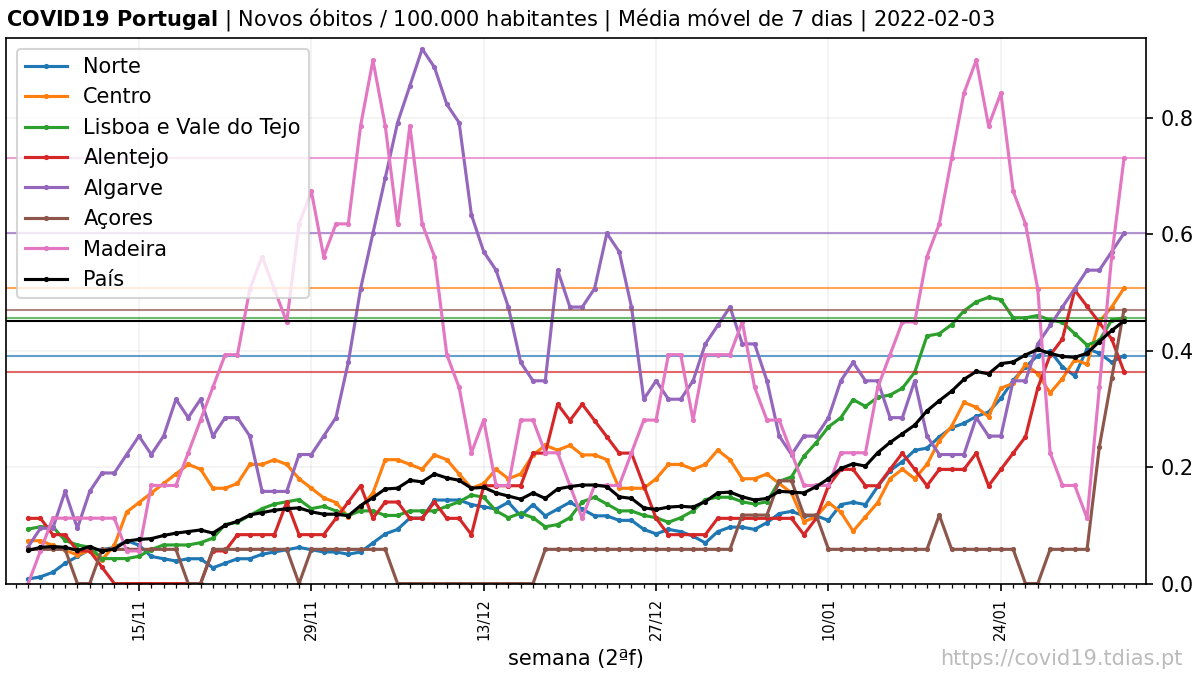 COVID19 Portugal | Novos óbitos / 100.000 habitantes | Média móvel de 7 dias | 2022-02-03
Norte
Centro
Lisboa e Vale do Tejo
Alentejo
Algarve
Açores
Madeira
País
0.8
0.6
0.4
0.2
0.0
15/11
29/11
13/12
27/12
10/01
24/01
semana (2ªf)
https://covid19.tdias.pt